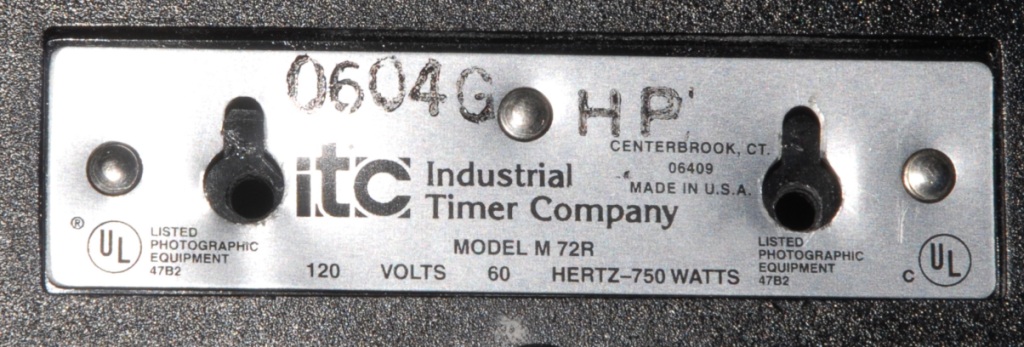 0604G HP
CENTERBROOK, CT.
06409
MADE IN U.S.A.
itc Industrial
Timer Company
MODEL M 72R
120 VOLTS 60 HERTZ–750 WATTS
® UL
LISTED
PHOTOGRAPHIC
EQUIPMENT
47B2
LISTED
PHOTOGRAPHIC
EQUIPMENT
47B2
C UL